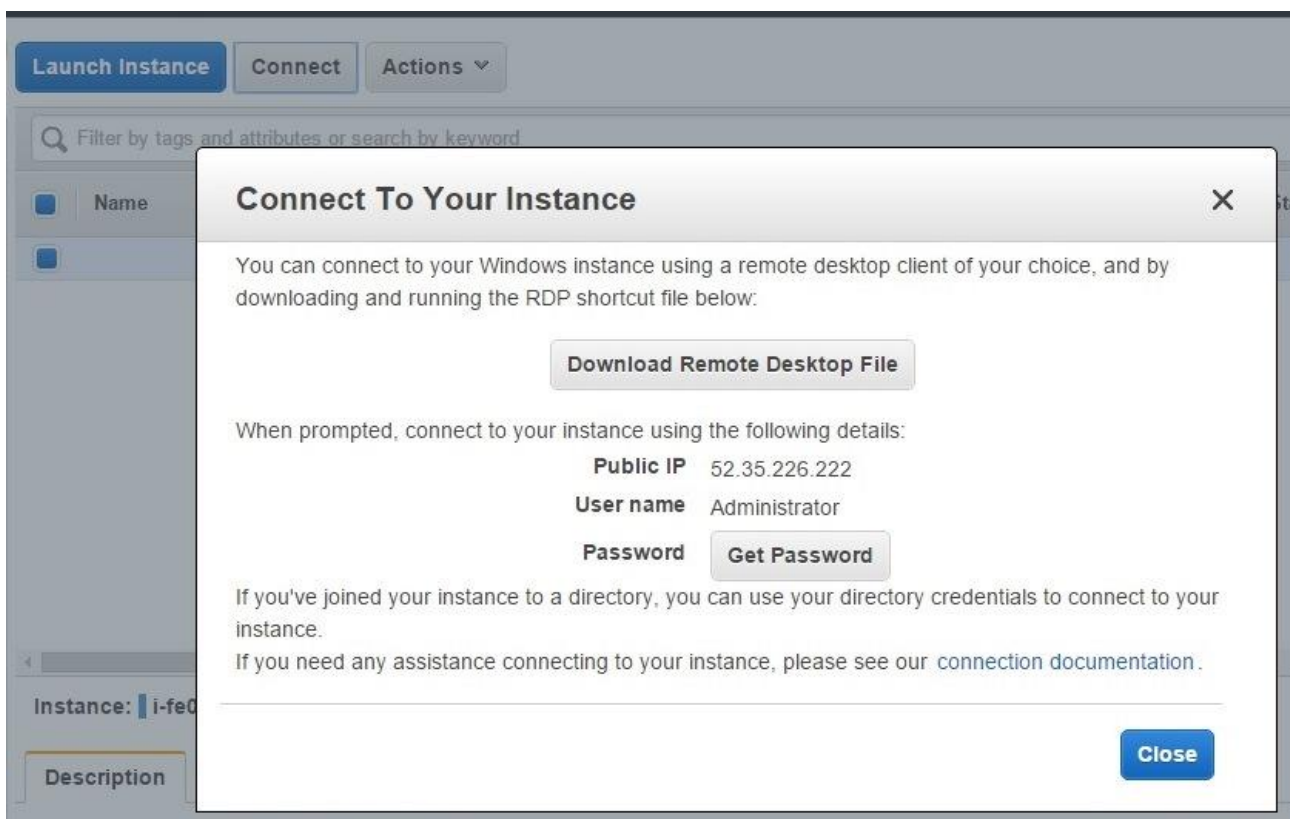 Launch Instance Connect Actions
Filter by tags and attributes or search by keyword
Name
Connect To Your Instance
You can connect to your Windows instance using a remote desktop client of your choice, and by
downloading and running the RDP shortcut file below:
Download Remote Desktop File
When prompted, connect to your instance using the following details:
Public IP 52.35.226.222
User name Administrator
Password Get Password
If you've joined your instance to a directory, you can use your directory credentials to connect to your
instance.
If you need any assistance connecting to your instance, please see our connection documentation.
Instance: i-fe0
Close
Description